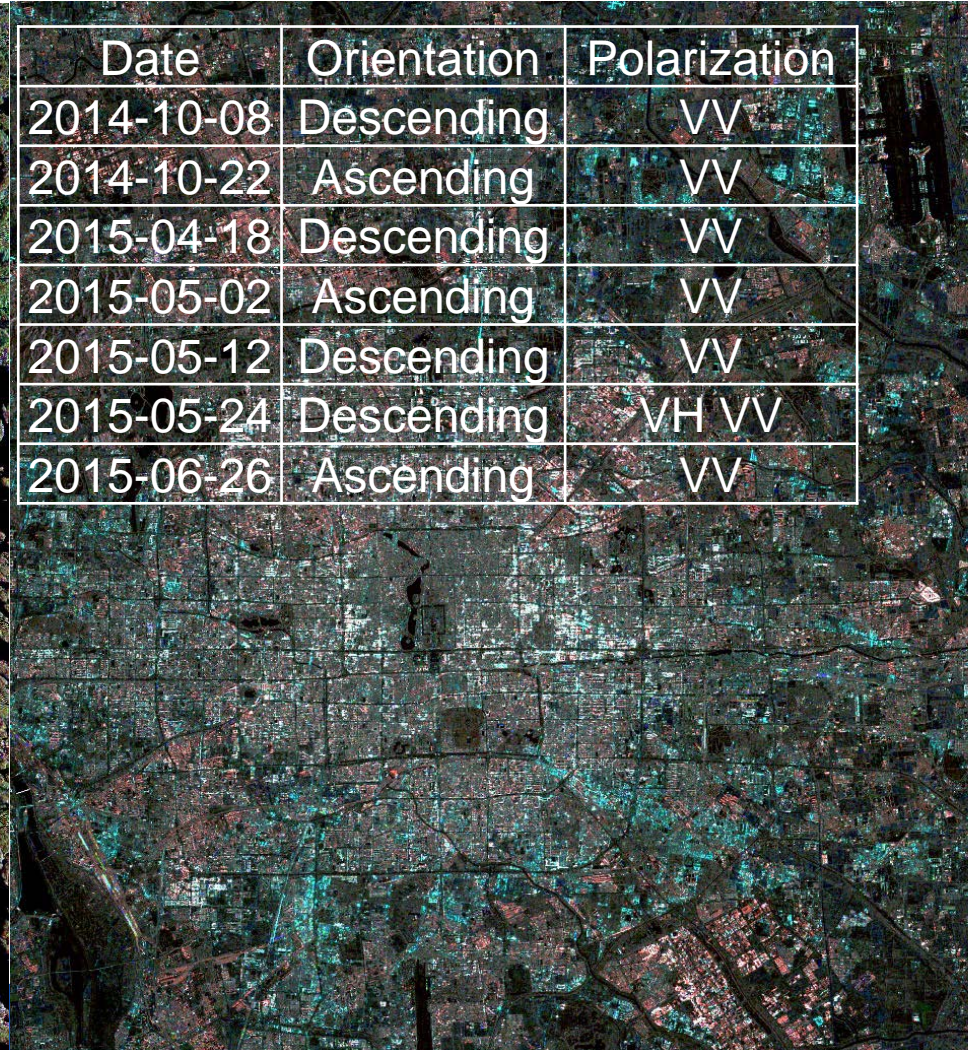 Date Orientation Polarization
2014-10-08 Descending VV
2014-10-22 Ascending VV
2015-04-18 Descending VV
2015-05-02 Ascending VV
2015-05-12 Descending VV
2015-05-24 Descending VH VV
2015-06-26 Ascending VV